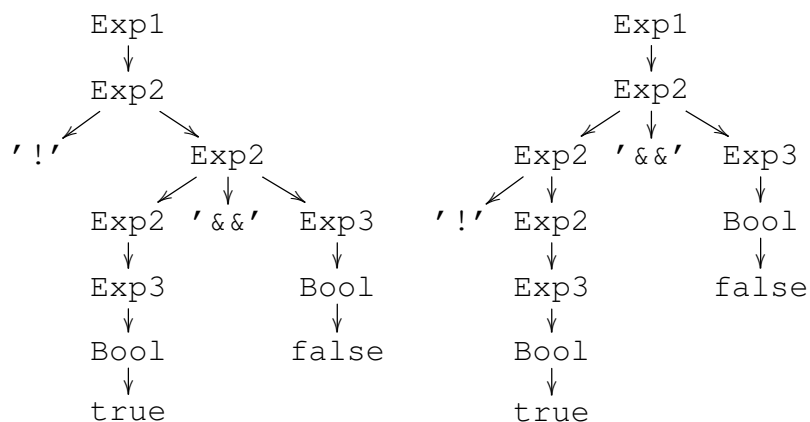 Exp1 Exp1
Exp2 Exp2
'!' Exp2 Exp2 '&&' Exp3
Exp2 '&&' Exp3 '!' Exp2 Bool
Exp3 Bool Exp3 false
Bool false Bool
true true